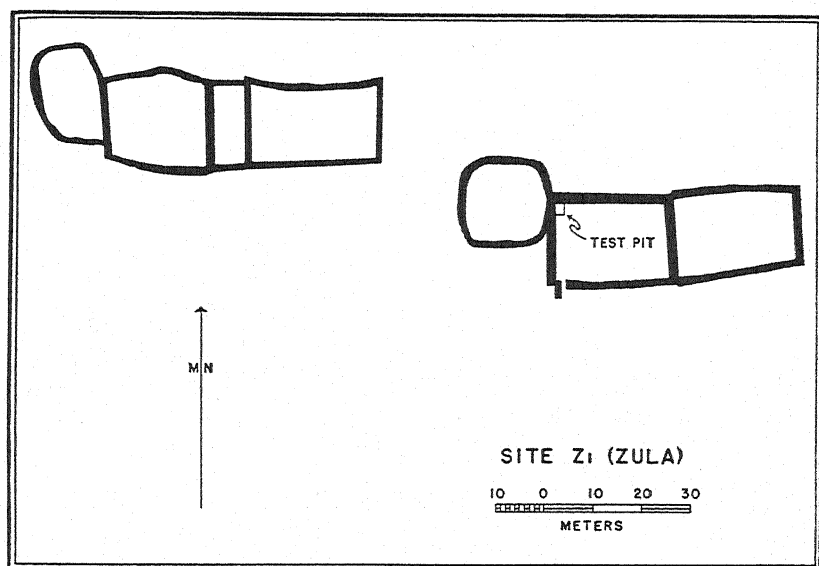 TEST PIT
MN
SITE Z1 (ZULA)
10 0 10 20 30
METERS